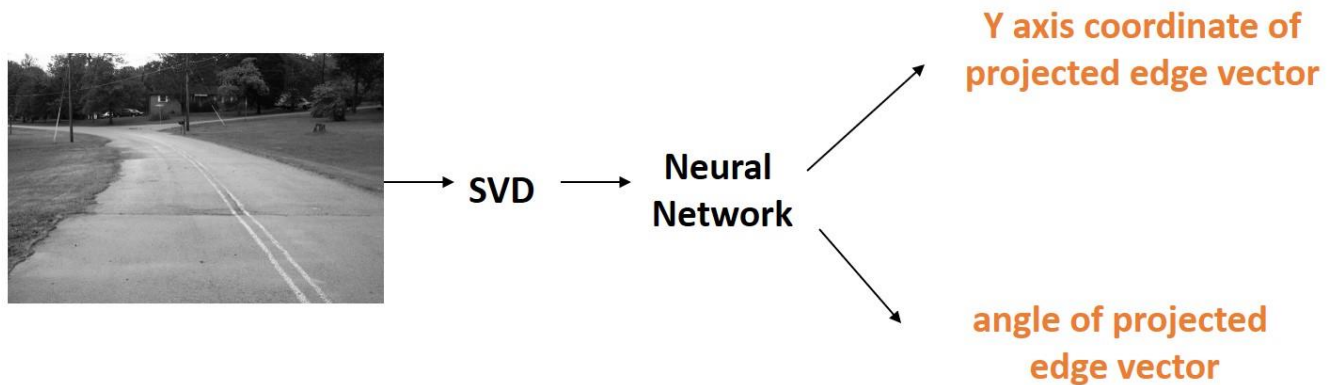 Y axis coordinate of
projected edge vector
SVD
Neural
Network
angle of projected
edge vector